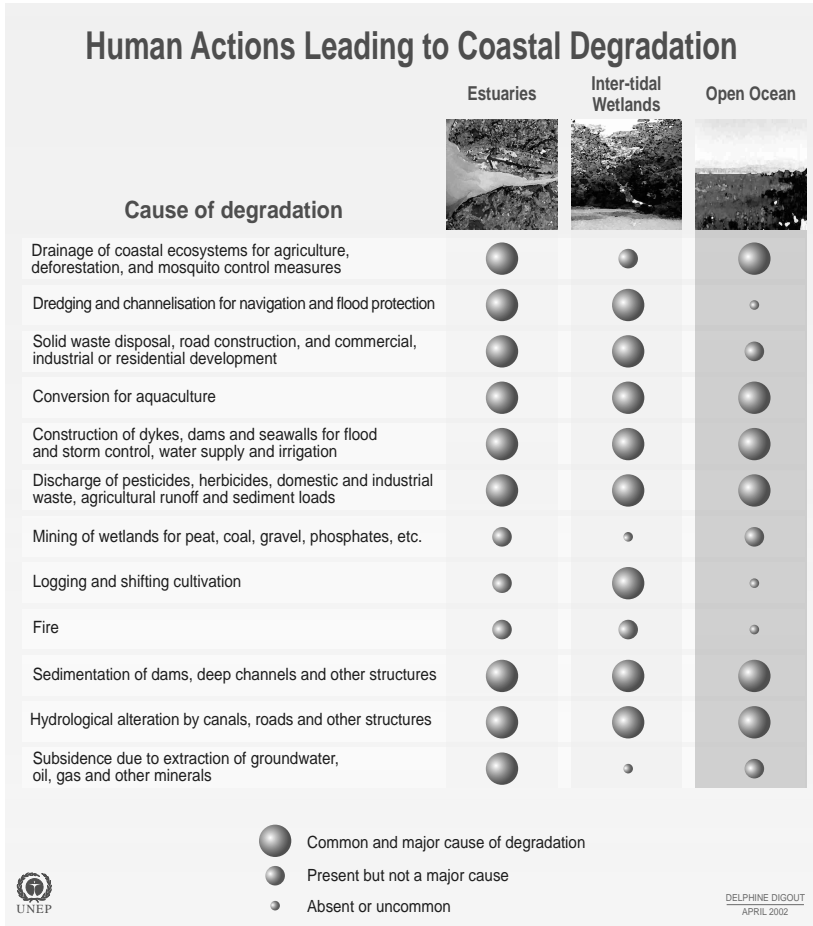 Human Actions Leading to Coastal Degradation
Estuaries
Inter-tidal
Wetlands
Open Ocean
Cause of degradation
Drainage of coastal ecosystems for agriculture,
deforestation, and mosquito control measures
Dredging and channelisation for navigation and flood protection
Solid waste disposal, road construction, and commercial,
industrial or residential development
Conversion for aquaculture
Construction of dykes, dams and seawalls for flood
and storm control, water supply and irrigation
Discharge of pesticides, herbicides, domestic and industrial
waste, agricultural runoff and sediment loads
Mining of wetlands for peat, coal, gravel, phosphates, etc.
Logging and shifting cultivation
Fire
Sedimentation of dams, deep channels and other structures
Hydrological alteration by canals, roads and other structures
Subsidence due to extraction of groundwater,
oil, gas and other minerals
Common and major cause of degradation
Present but not a major cause
Absent or uncommon
UNEP
DELPHINE DIGOUT
APRIL 2002